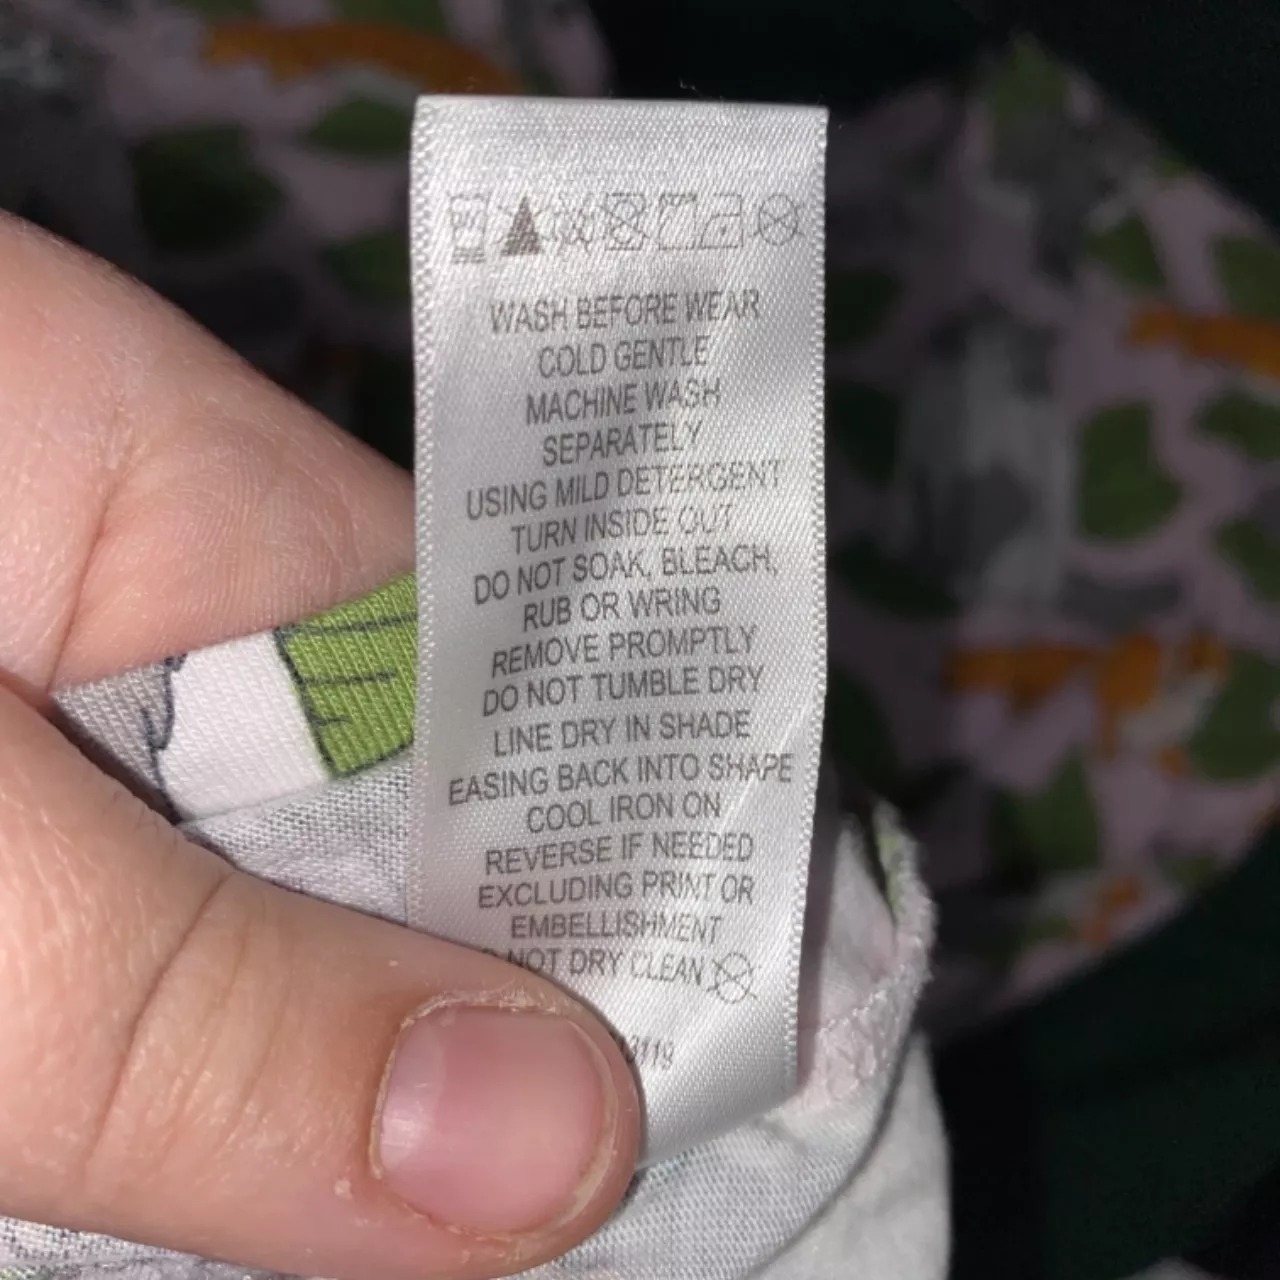 WASH BEFORE WEAR
COLD GENTLE
MACHINE WASH
SEPARATELY
USING MILD DETERGENT
TURN INSIDE OUT
DO NOT SOAK, BLEACH,
RUB OR WRING
REMOVE PROMPTLY
DO NOT TUMBLE DRY
LINE DRY IN SHADE
EASING BACK INTO SHAPE
COOL IRON ON
REVERSE IF NEEDED
EXCLUDING PRINT OR
EMBELLISHMENT
NOT DRY CLEAN